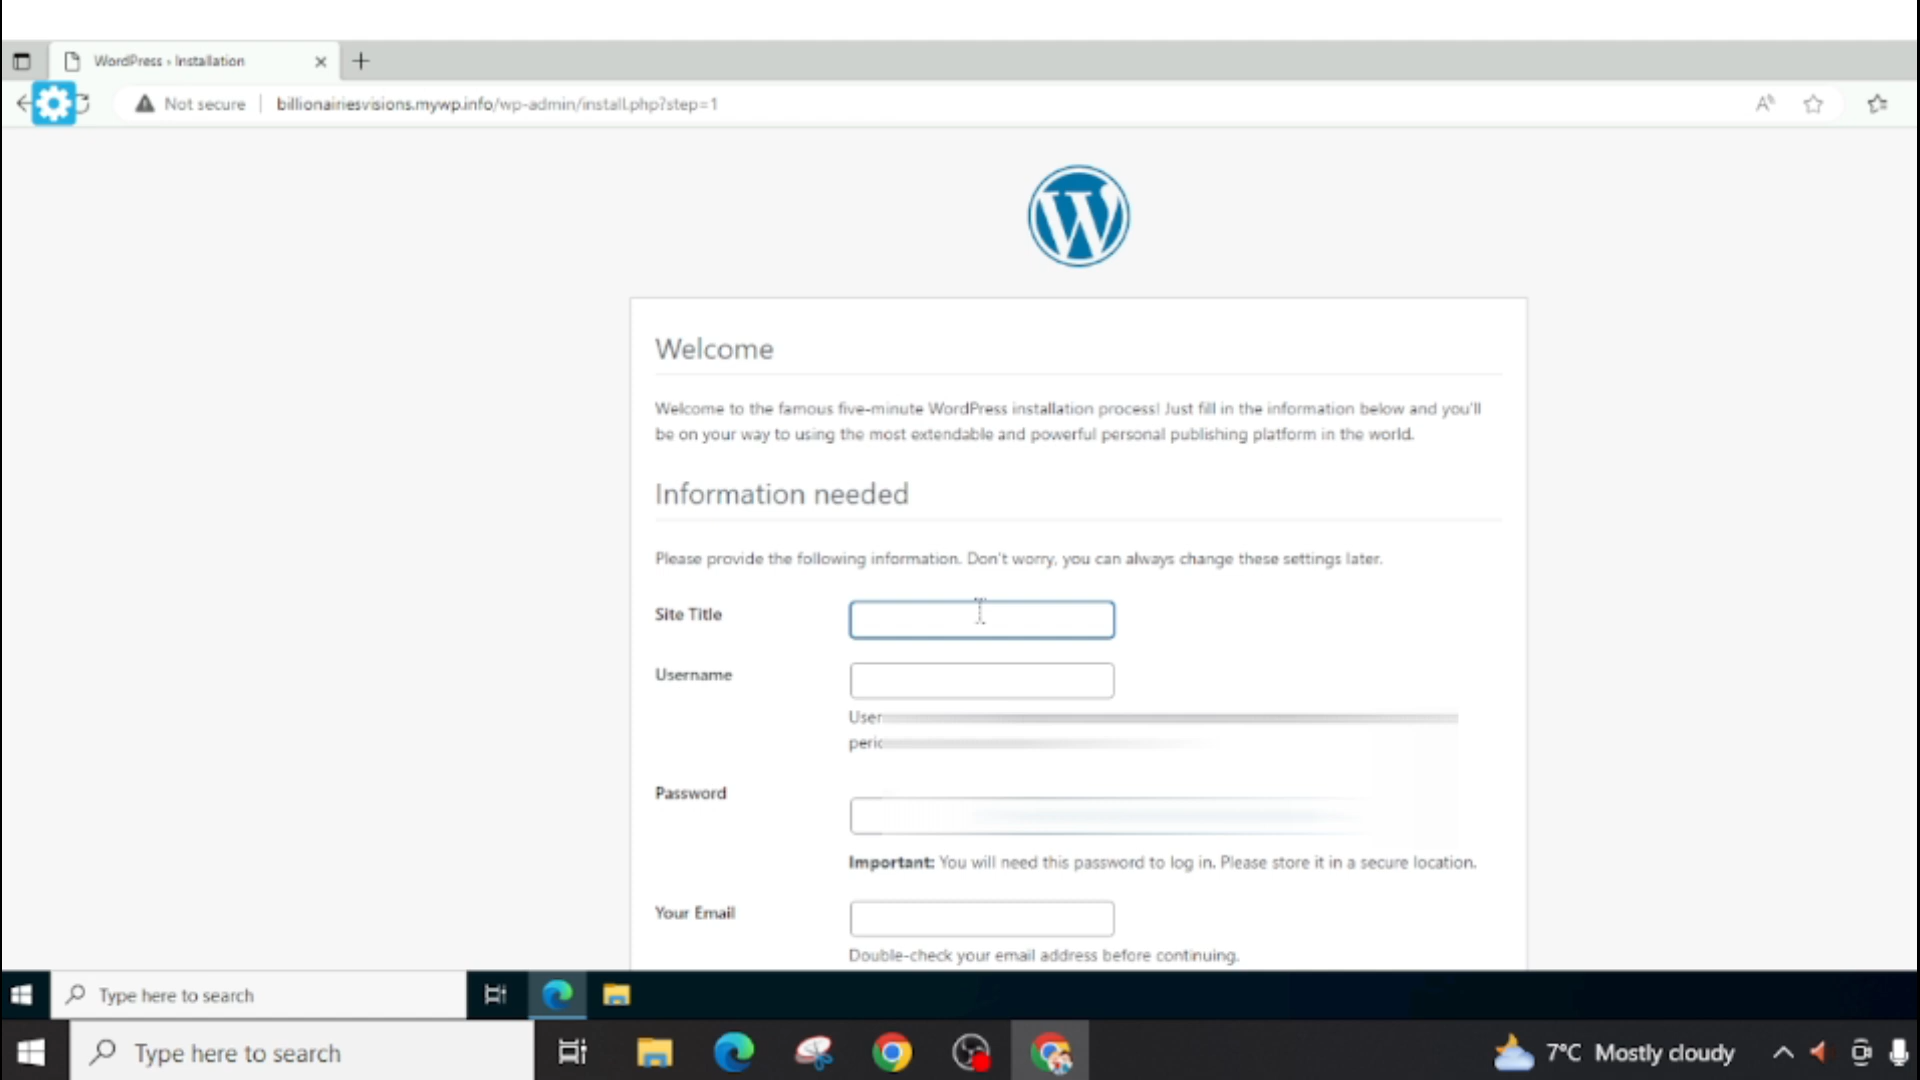 WordPress › Installation
Not secure
billionairiesvisions.mywp.info/wp-admin/install.php?step=1
Welcome
Welcome to the famous five-minute WordPress installation process! Just fill in the information below and you'll
be on your way to using the most extendable and powerful personal publishing platform in the world.
Information needed
Please provide the following information. Don't worry, you can always change these settings later.
Site Title
Username
User
Password
Important: You will need this password to log in. Please store it in a secure location.
Your Email
Double-check your email address before continuing.
Type here to search
Type here to search
7°C Mostly cloudy